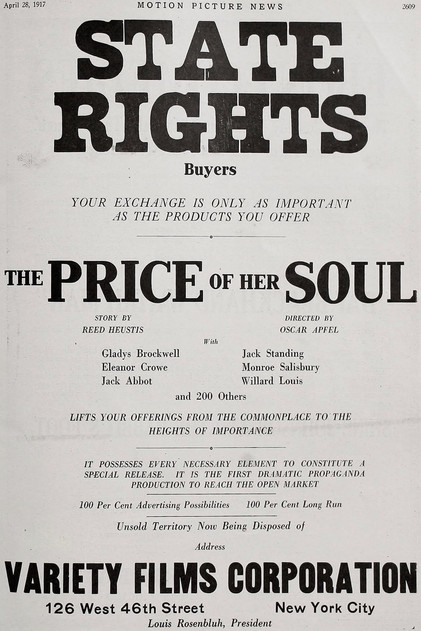 April 28, 1917 MOTION PICTURE NEWS 2609
STATE
RIGHTS
Buyers
YOUR EXCHANGE IS ONLY AS IMPORTANT
AS THE PRODUCTS YOU OFFER
THE PRICE OF HER SOUL
STORY BY DIRECTED BY
REED HEUSTIS OSCAR APFEL
With
Gladys Brockwell Jack Standing
Eleanor Crowe Monroe Salisbury
Jack Abbot Willard Louis
and 200 Others
LIFTS YOUR OFFERINGS FROM THE COMMONPLACE TO THE
HEIGHTS OF IMPORTANCE
IT POSSESSES EVERY NECESSARY ELEMENT TO CONSTITUTE A
SPECIAL RELEASE. IT IS THE FIRST DRAMATIC PROPAGANDA
PRODUCTION TO REACH THE OPEN MARKET
100 Per Cent Advertising Possibilities 100 Per Cent Long Run
Unsold Territory Now Being Disposed of
Address
VARIETY FILMS CORPORATION
126 West 46th Street New York City
Louis Rosenbluh, President